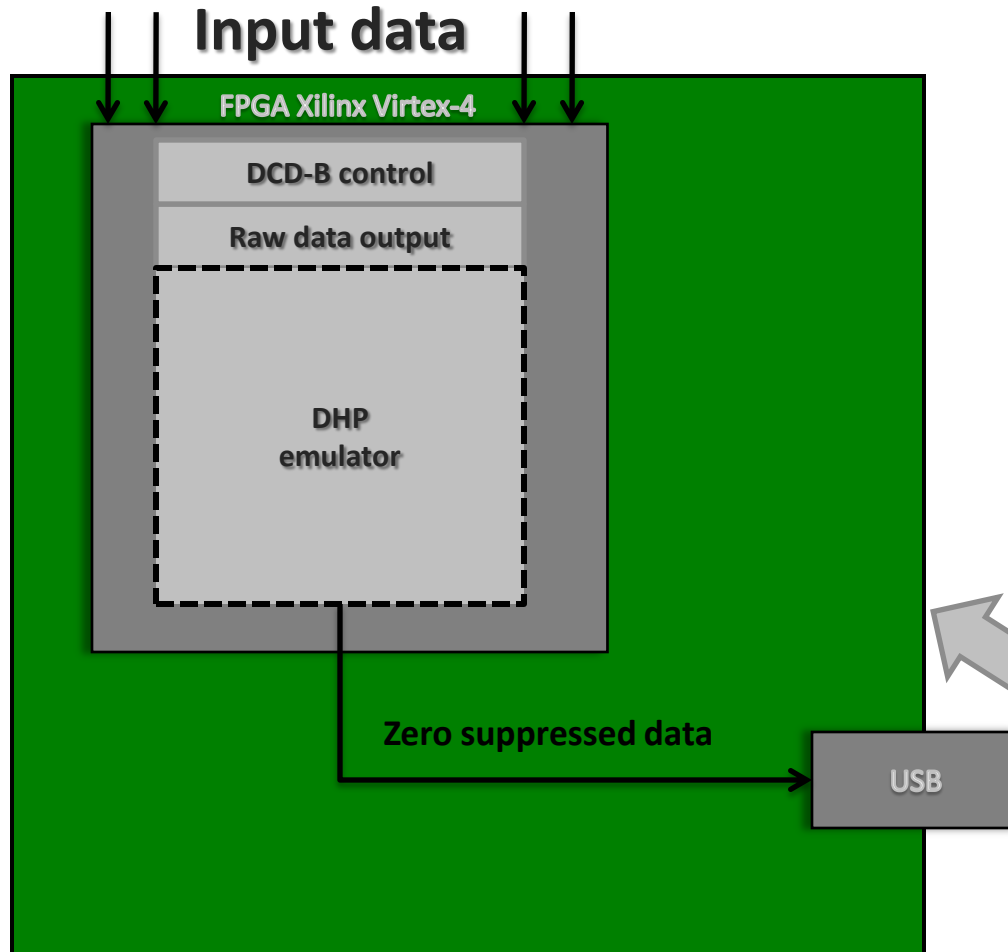 Input data
FPGA Xilinx Virtex-4
DCD-B control
Raw data output
DHP
emulator
Zero suppressed data
USB